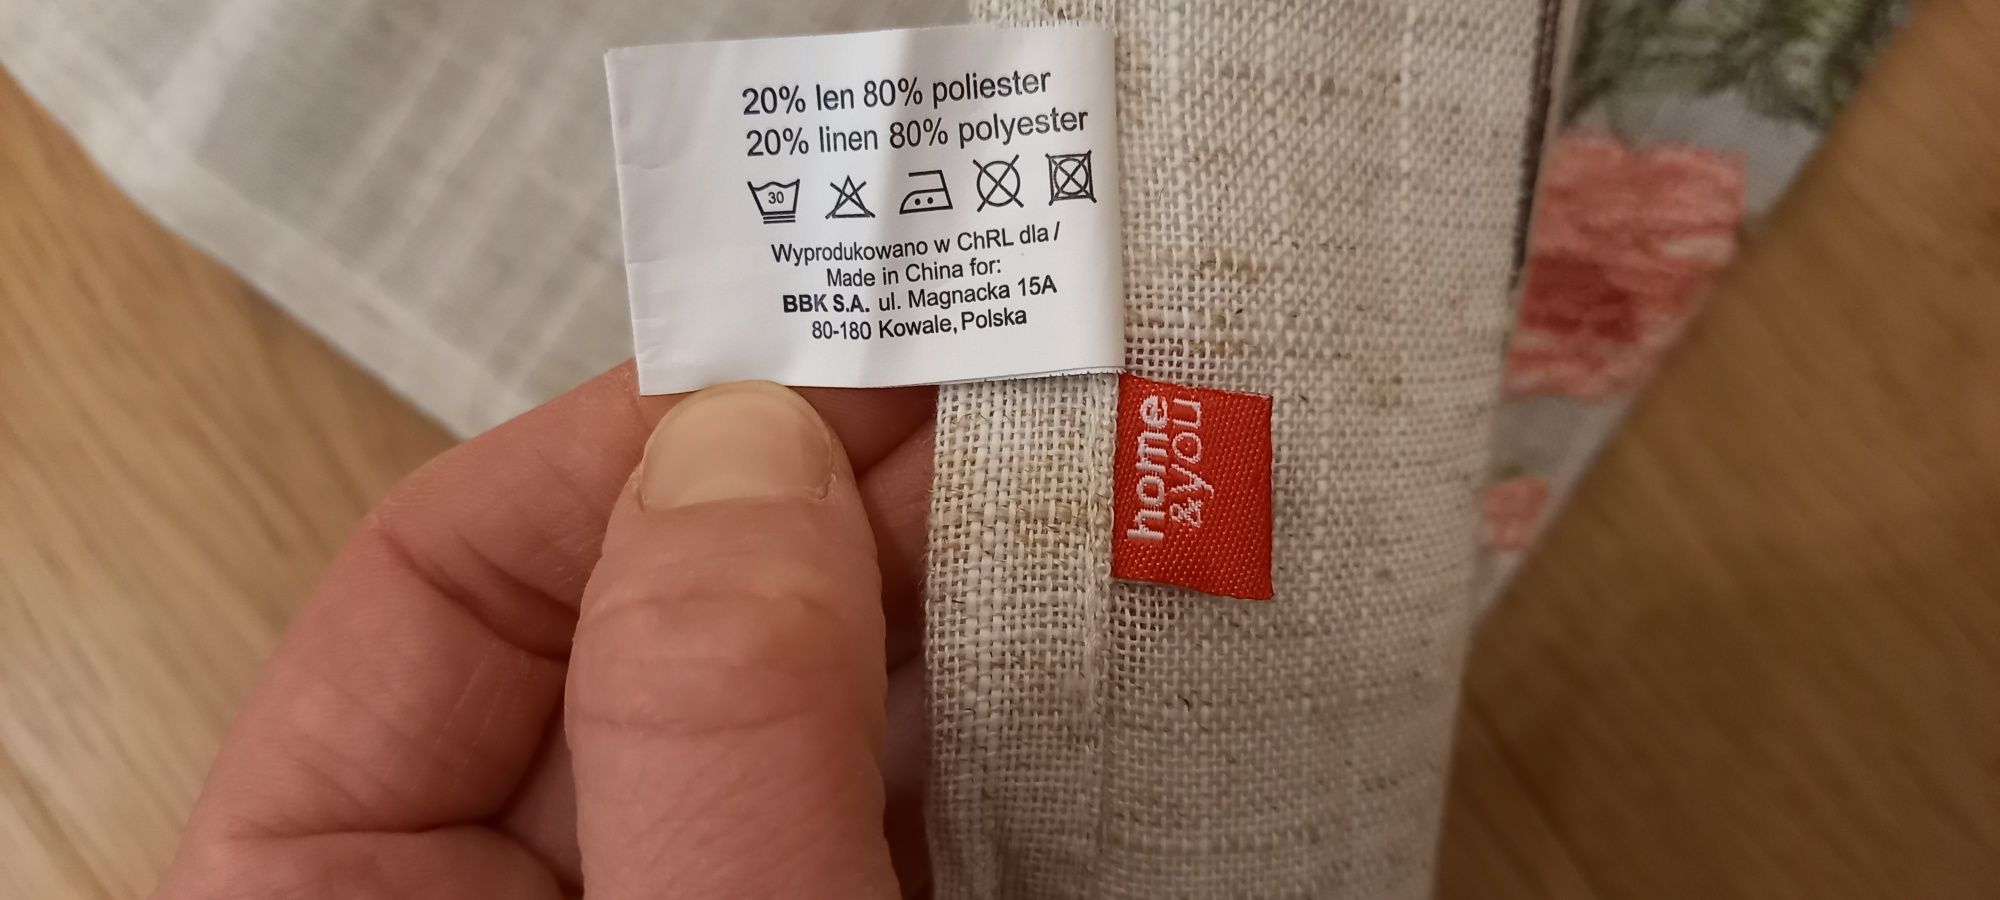 20% len 80% poliester
20% linen 80% polyester
30
Wyprodukowano w ChRL dla /
Made in China for:
BBK S.A. ul. Magnacka 15A
80-180 Kowale, Polska
home
&you